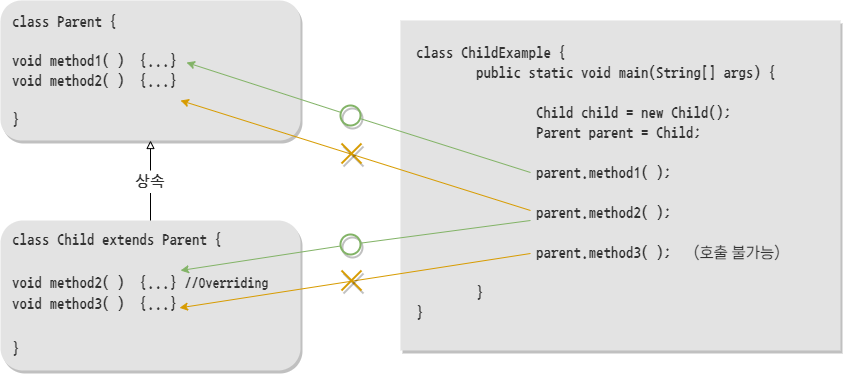 class Parent {
void method1( )  {...}
void method2( )  {...}
}
상속
class Child extends Parent {
void method2( )  {...} //Overriding
void method3( )  {...}
}
class ChildExample {
public static void main(String[] args) {
Child child = new Child();
Parent parent = Child;
parent.method1( );
parent.method2( );
parent.method3( );   (호출 불가능)
}
}